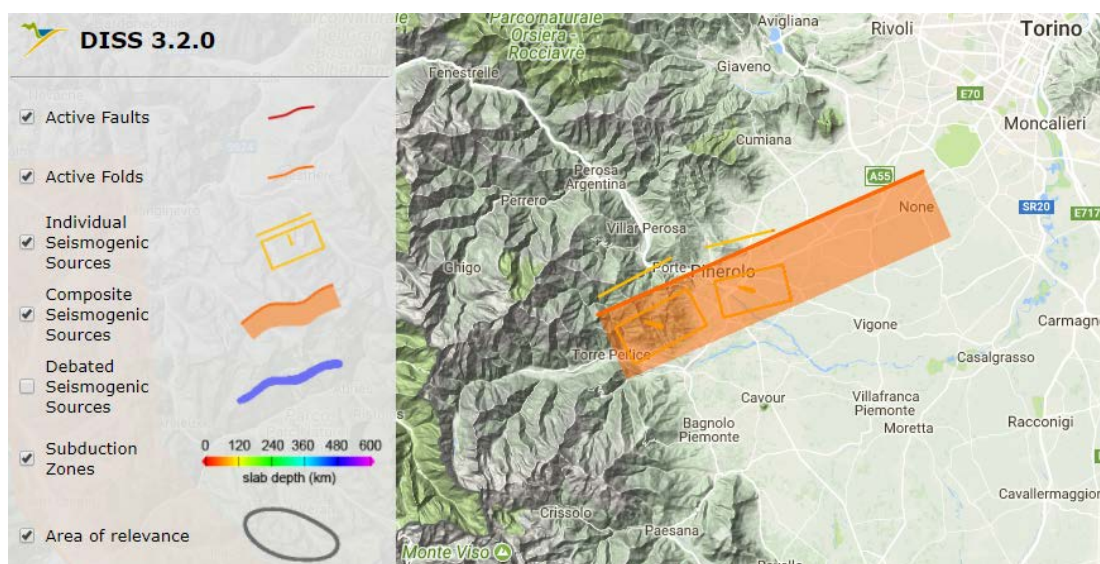 DISS 3.2.0
Active Faults
Active Folds
Individual
Seismogenic
Sources
Composite
Seismogenic
Sources
Debated
Seismogenic
Sources
Subduction
Zones
0 120 240 360 480 600
slab depth (km)
Area of relevance
Parco naturale
Orsiera -
Rocciavrè
Avigliana
Rivoli
Torino
Fenestrelle
Giaveno
E70
Moncalieri
Cumiana
Perosa
Argentina
A55
Perrero
None
SR20
E717
Villar Perosa
Ghigo
Porte
Pinerolo
Vigone
Carmagn
Torre Pellice
Casalgrasso
Cavour
Villafranca
Piemonte
Bagnolo
Piemonte
Moretta
Racconigi
Cavallermaggior
Crissolo
Paesana
Monte Viso